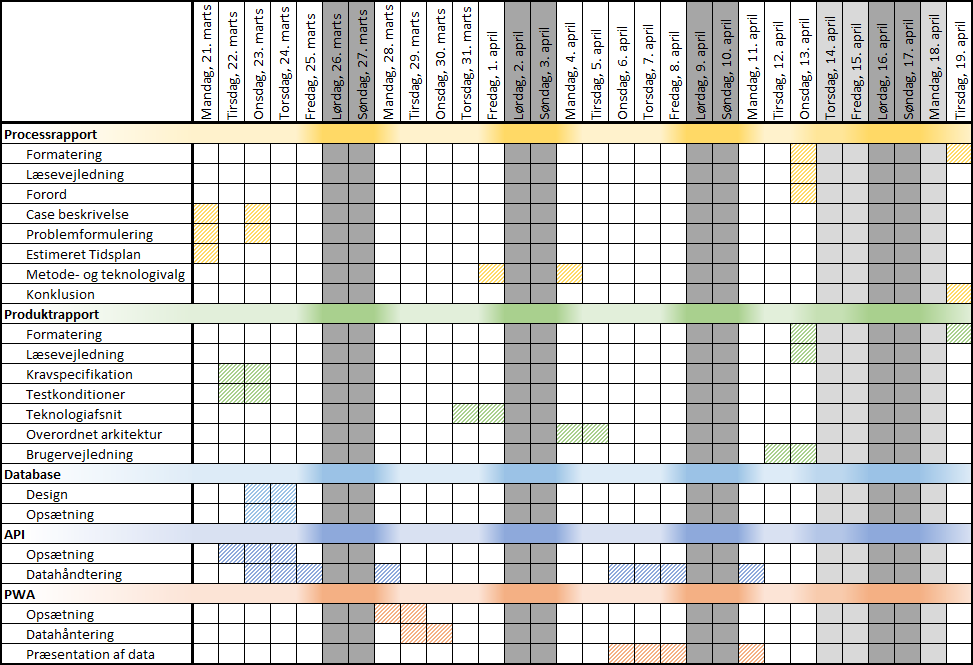 Mandag, 21. marts
Tirsdag, 22. marts
Onsdag, 23. marts
Torsdag, 24. marts
Fredag, 25. marts
Lørdag, 26. marts
Søndag, 27. marts
Mandag, 28. marts
Tirsdag, 29. marts
Onsdag, 30. marts
Torsdag, 31. marts
Fredag, 1. april
Lørdag, 2. april
Søndag, 3. april
Mandag, 4. april
Tirsdag, 5. april
Onsdag, 6. april
Torsdag, 7. april
Fredag, 8. april
Lørdag, 9. april
Søndag, 10. april
Mandag, 11. april
Tirsdag, 12. april
Onsdag, 13. april
Torsdag, 14. april
Fredag, 15. april
Lørdag, 16. april
Søndag, 17. april
Mandag, 18. april
Tirsdag, 19. april
Processrapport
Formatering
Læsevejledning
Forord
Case beskrivelse
Problemformulering
Estimeret Tidsplan
Metode- og teknologivalg
Konklusion
Produktrapport
Formatering
Læsevejledning
Kravspecifikation
Testkonditioner
Teknologiafsnit
Overordnet arkitektur
Brugervejledning
Database
Design
Opsætning
API
Opsætning
Datahåndtering
PWA
Opsætning
Datahåntering
Præsentation af data